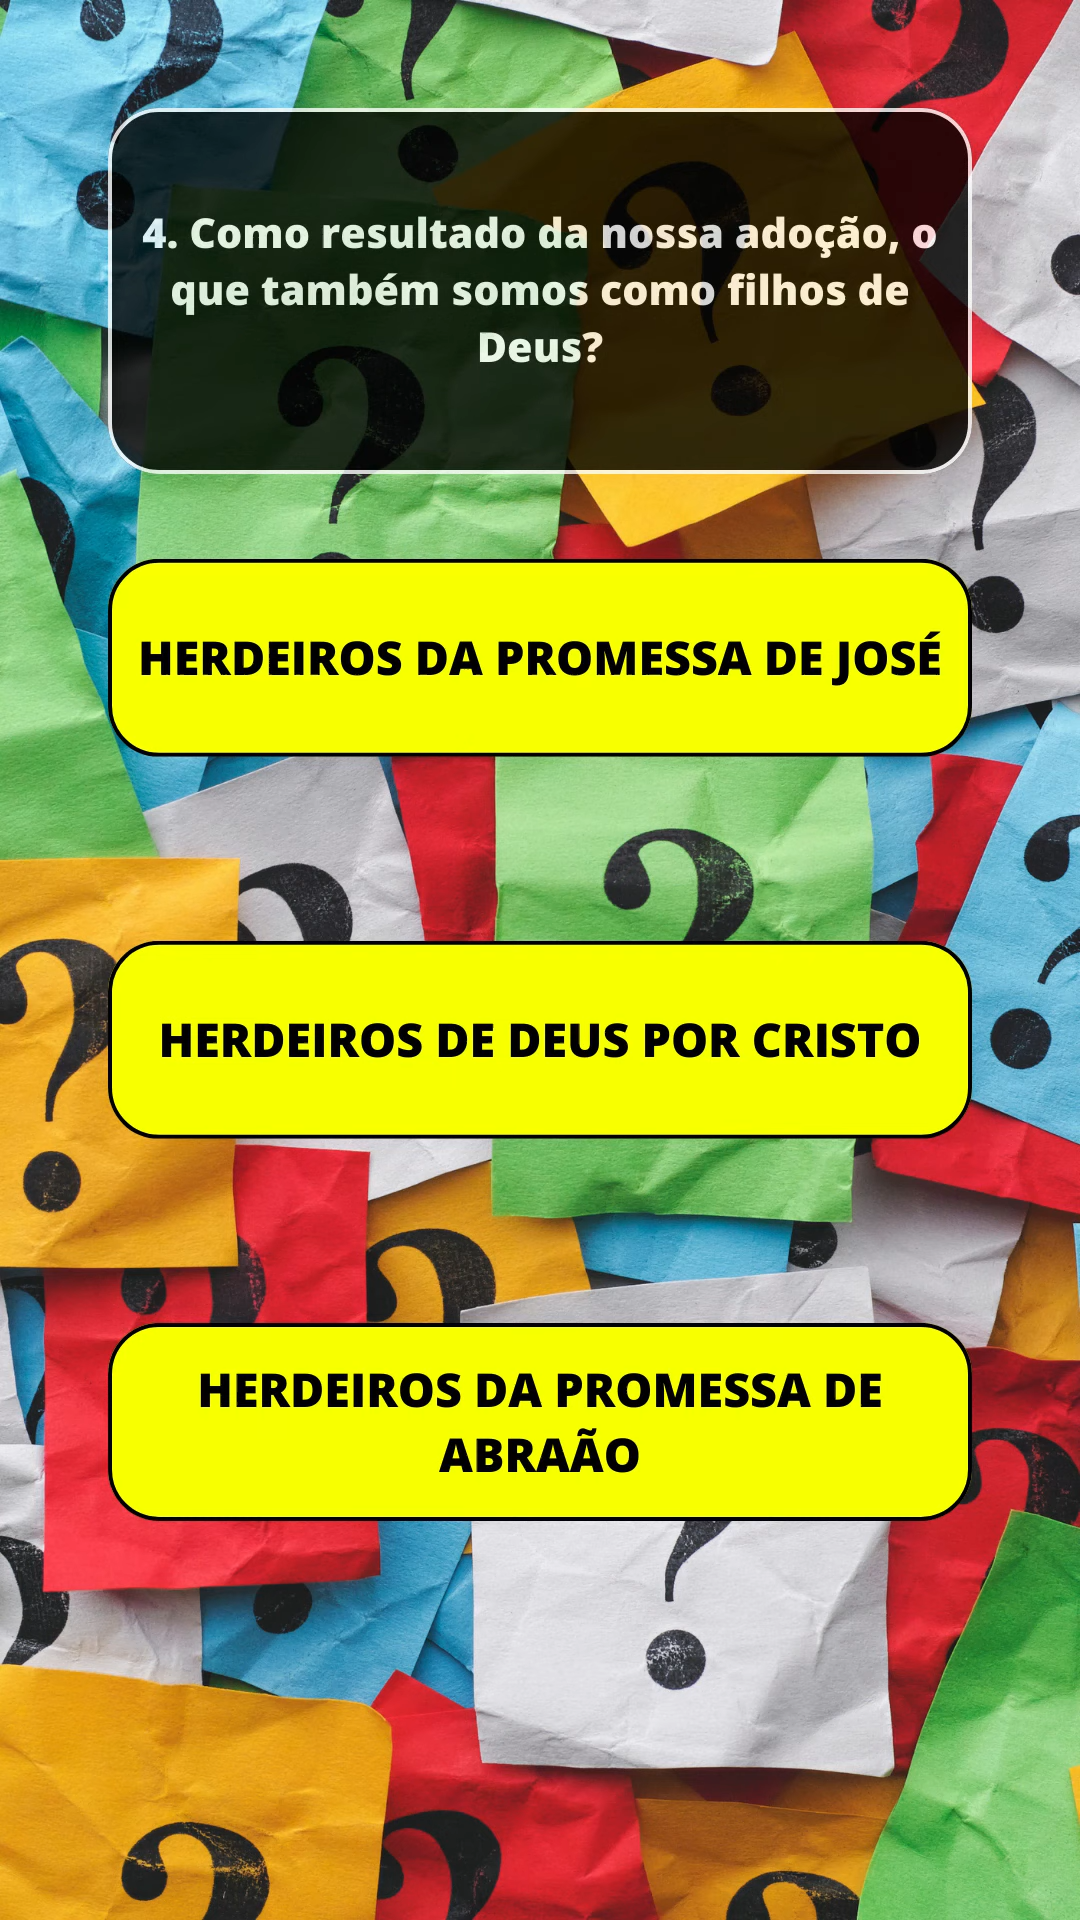 4. Como resultado da nossa adoção, o
que também somos como filhos de
Deus?
HERDEIROS DA PROMESSA DE JOSÉ
HERDEIROS DE DEUS POR CRISTO
HERDEIROS DA PROMESSA DE
ABRAÃO